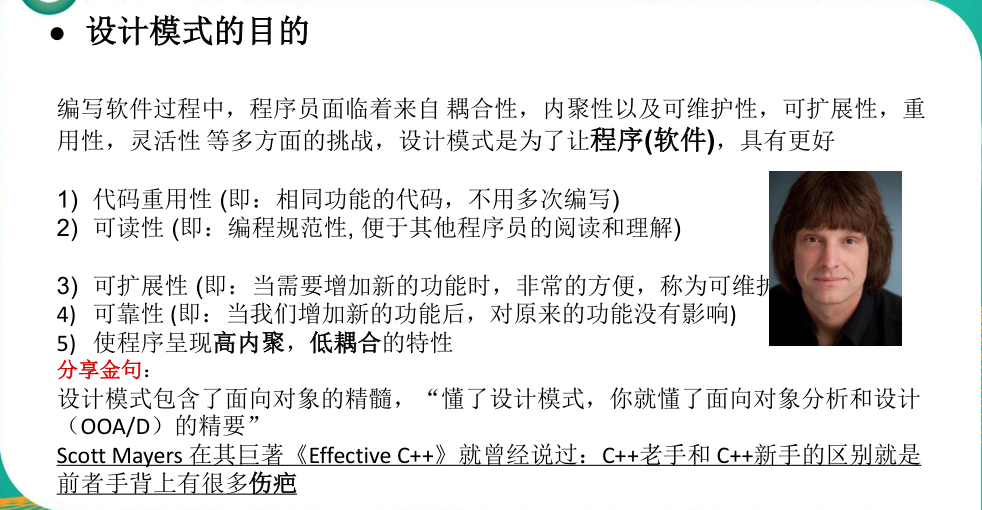 ● 设计模式的目的
编写软件过程中，程序员面临着来自 耦合性，内聚性以及可维护性，可扩展性，重
用性，灵活性 等多方面的挑战，设计模式是为了让程序(软件)，具有更好
1) 代码重用性 (即：相同功能的代码，不用多次编写)
2) 可读性 (即：编程规范性, 便于其他程序员的阅读和理解)
3) 可扩展性 (即：当需要增加新的功能时，非常的方便，称为可维
4) 可靠性 (即：当我们增加新的功能后，对原来的功能没有影响)
5) 使程序呈现高内聚，低耦合的特性
分享金句：
设计模式包含了面向对象的精髓，“懂了设计模式，你就懂了面向对象分析和设计
（OOA/D）的精要”
Scott Mayers 在其巨著《Effective C++》就曾经说过：C++老手和 C++新手的区别就是
前者手背上有很多伤疤